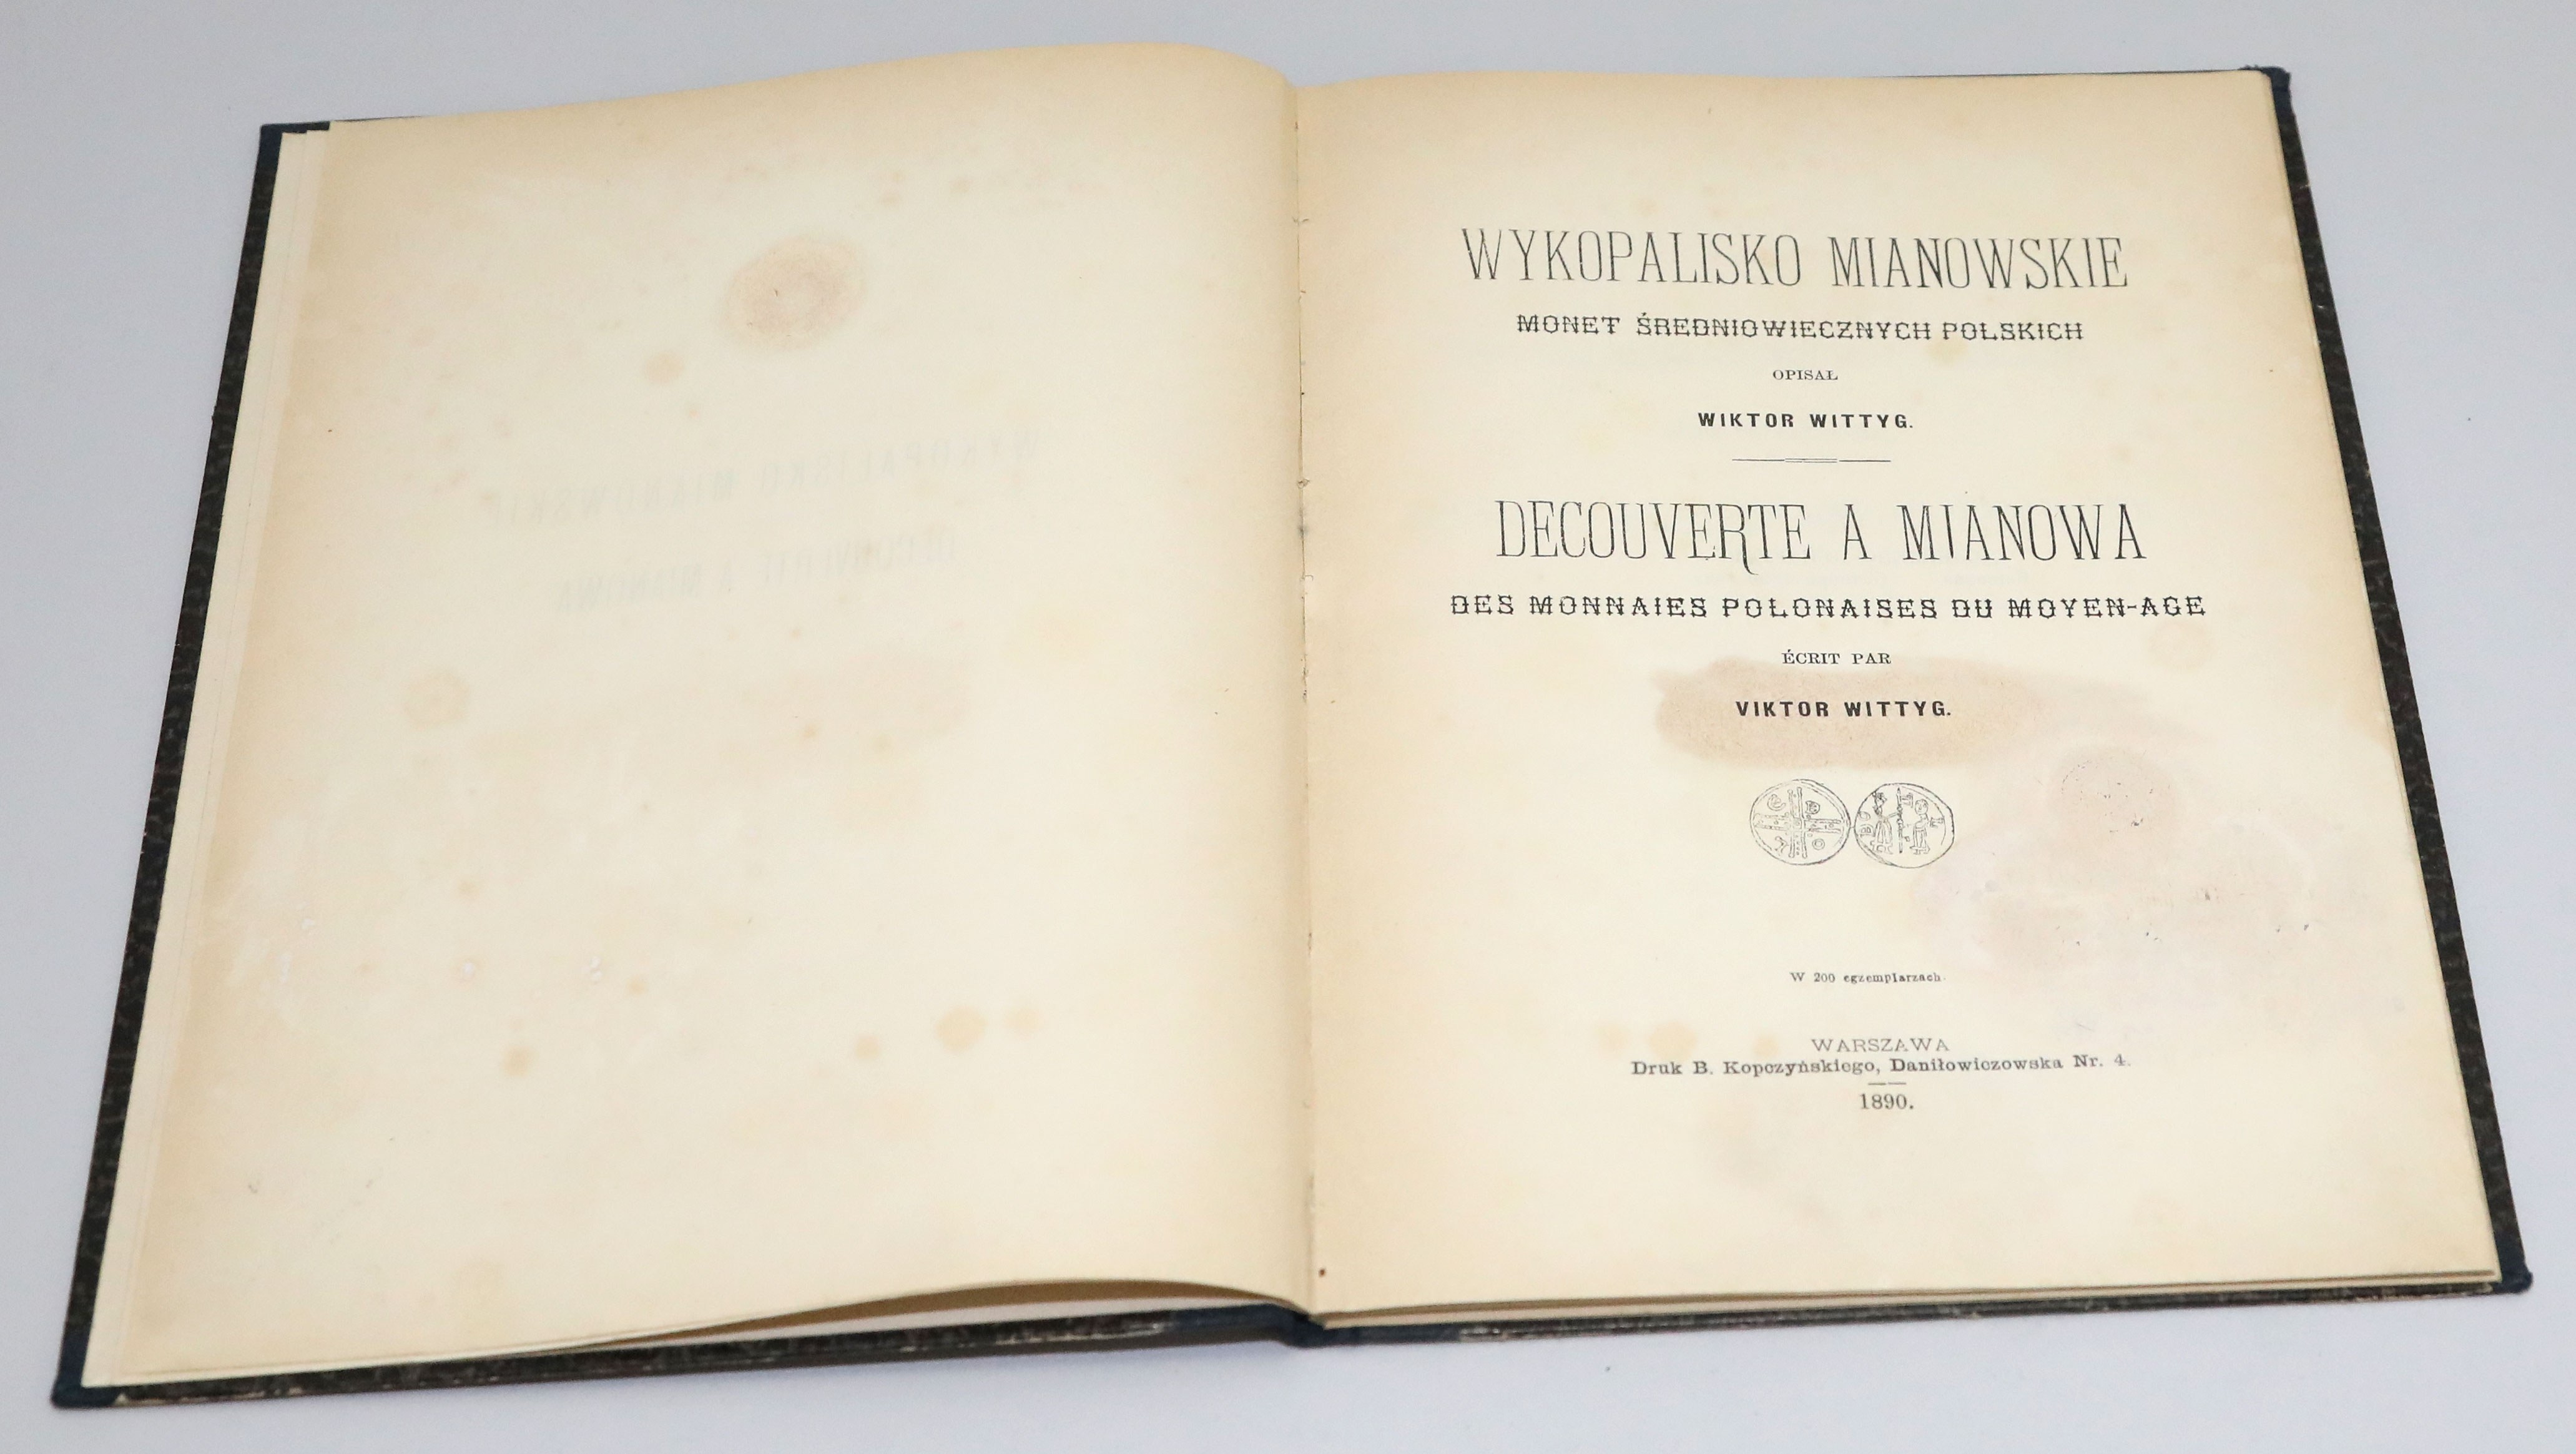 WYKOPALISKO MIANOWSKIE
MONET ŚREDNIOWIECZNYCH POLSKICH
OPISAŁ
WIKTOR WITTYG.
DECOUVERTE A MIANOWA
DES MONNAIES POLONAISES DU MOYEN-AGE
ÉCRIT PAR
VIKTOR WITTYG.
W 200 egzemplarzach.
WARSZAWA
Druk B. Kopczyńskiego, Daniłowiczowska Nr. 4.
1890.